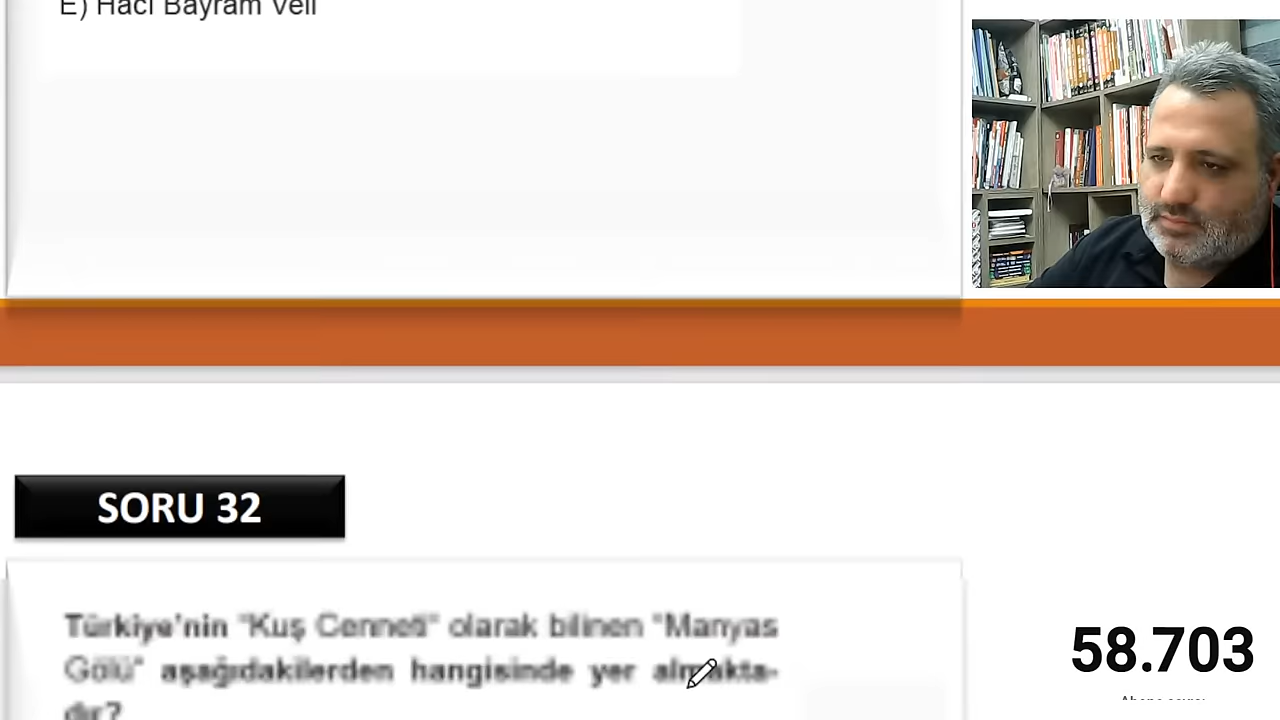 E) Hacı Bayram Veli
SORU 32
Türkiye'nin "Kuş Cenneti" olarak bilinen "Manyas
Gölü" aşağıdakilerden hangisinde yer almakta-
dır?
58.703